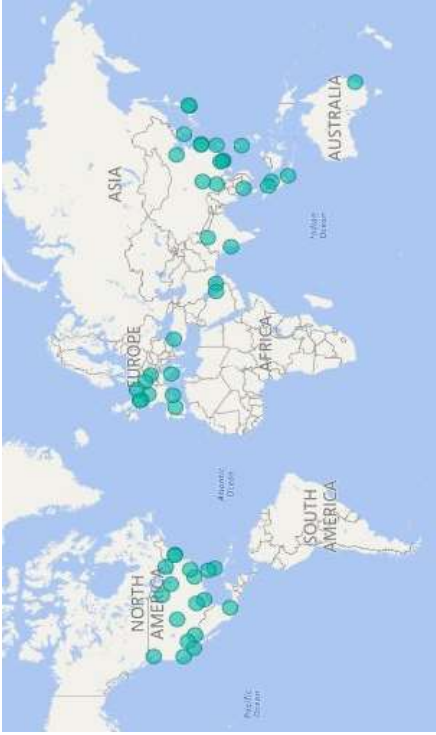 NORTH
AMERICA
Pacific
Ocean
SOUTH
AMERICA
Atlantic
Ocean
EUROPE
AFRICA
ASIA
Indian
Ocean
AUSTRALIA